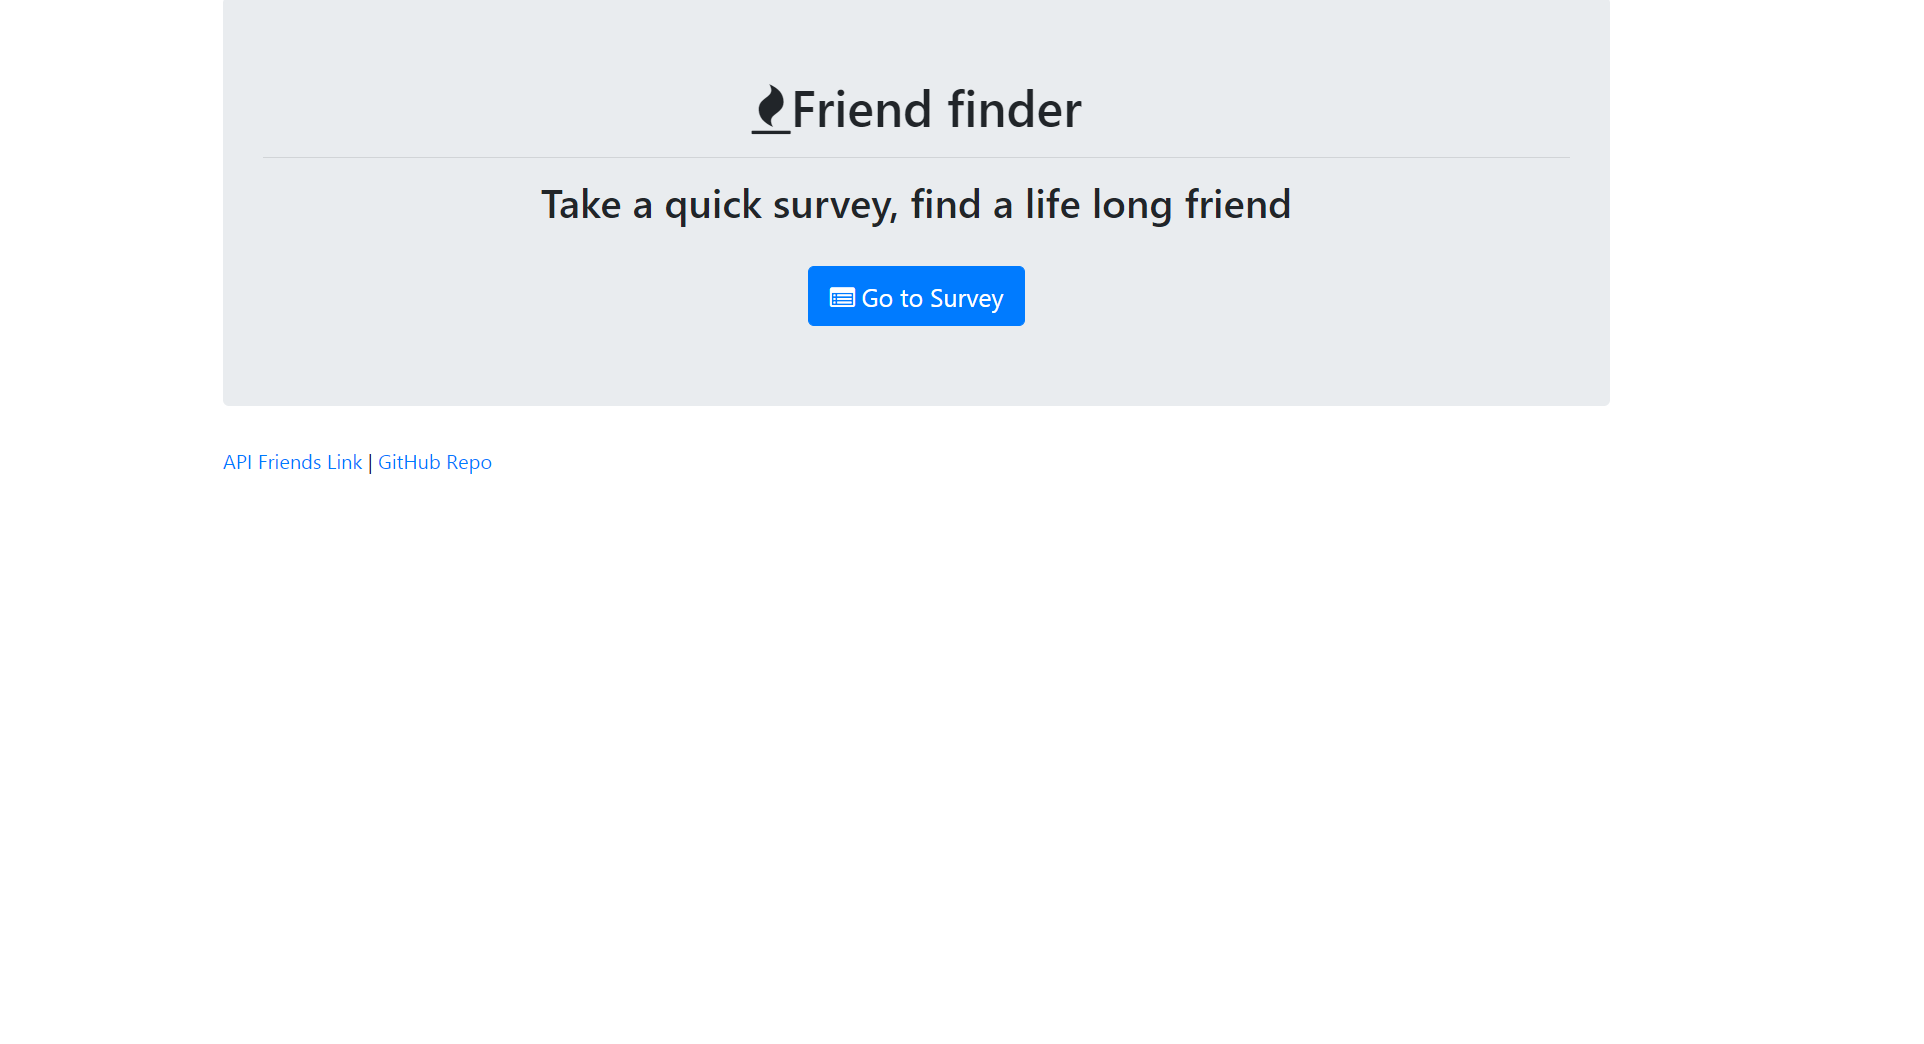 Friend finder
Take a quick survey, find a life long friend
Go to Survey
API Friends Link | GitHub Repo